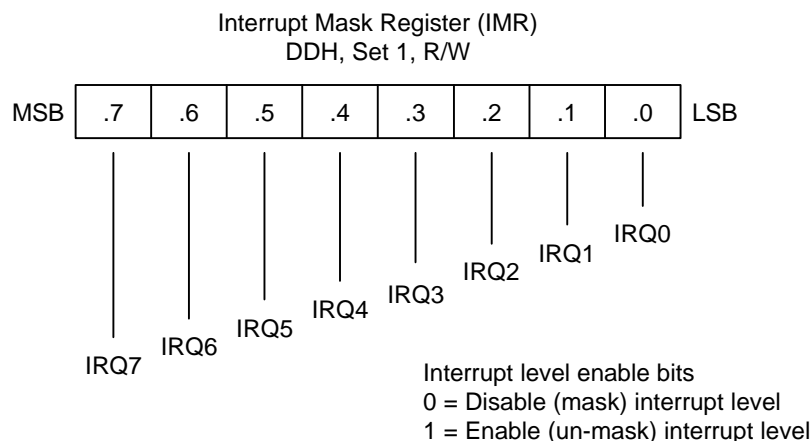 Interrupt Mask Register (IMR)
DDH, Set 1, R/W
MSB .7 .6 .5 .4 .3 .2 .1 .0 LSB
IRQ0
IRQ1
IRQ2
IRQ3
IRQ4
IRQ5
IRQ6
IRQ7
Interrupt level enable bits
0 = Disable (mask) interrupt level
1 = Enable (un-mask) interrupt level